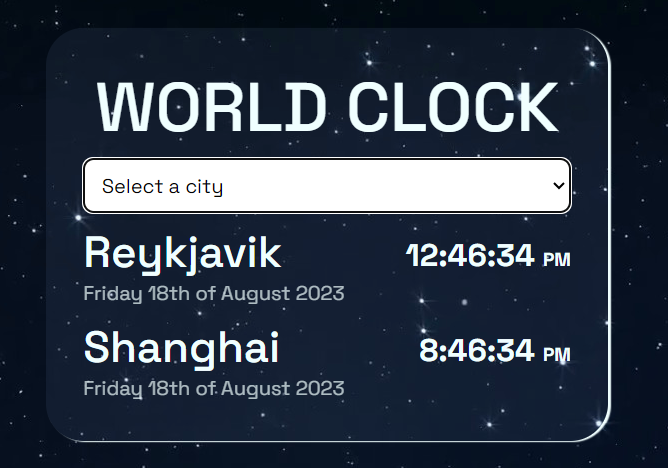 WORLD CLOCK
Select a city
Reykjavik 12:46:34 PM
Friday 18th of August 2023
Shanghai 8:46:34 PM
Friday 18th of August 2023